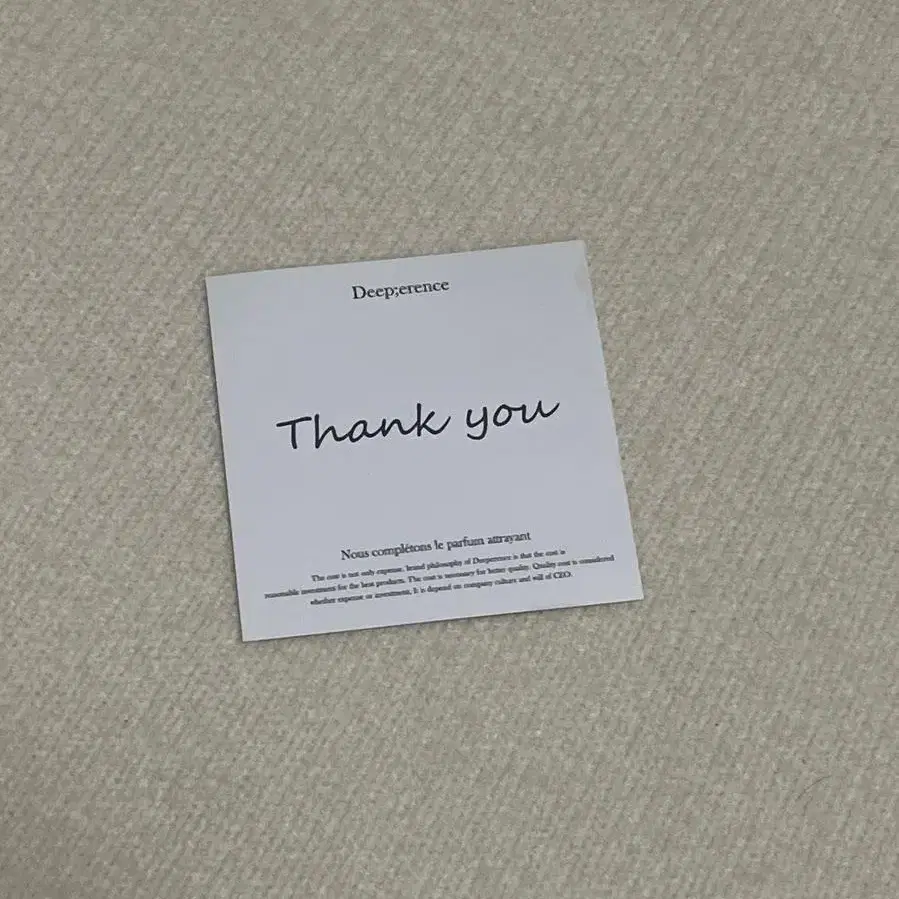 Deep;erence
Thank you
Nous complétons le parfum attrayant
The cost is not only expense. brand philosophy of Deeperence is that the cost is
reasonable investment for the best products. The cost is necessary for better quality. Quality cost is considered
whether expense or investment. It is depend on company culture and will of CEO.